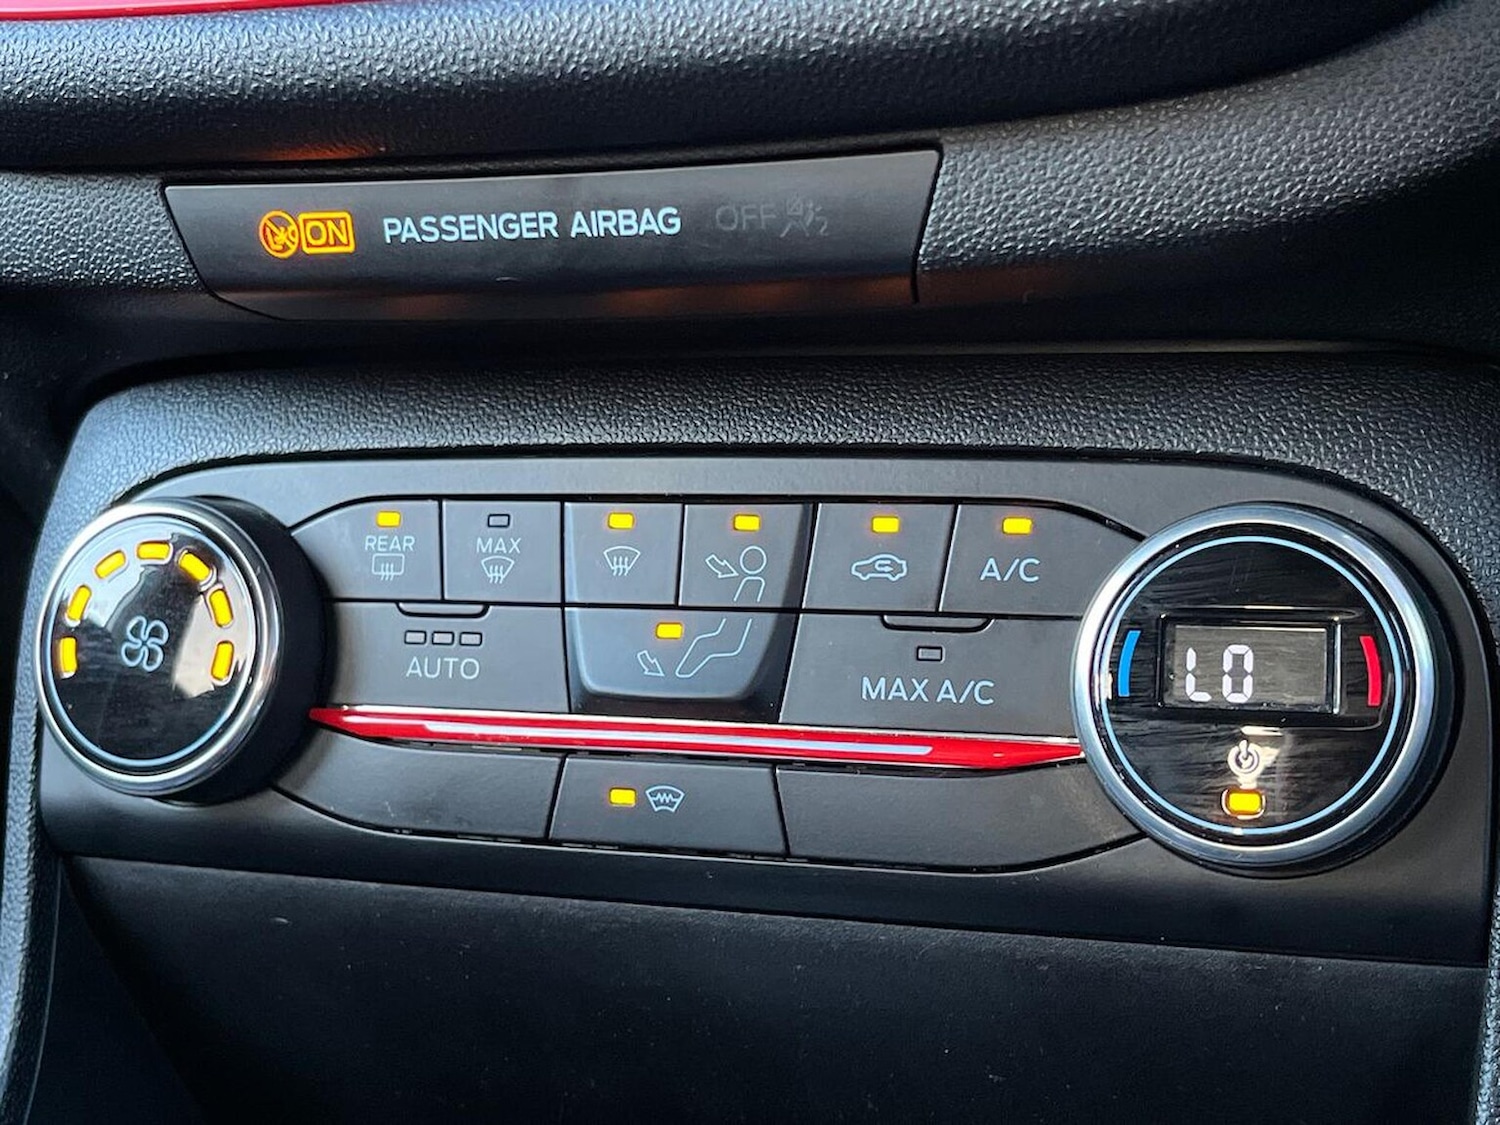 ON PASSENGER AIRBAG OFF
REAR
MAX
A/C
AUTO
MAX A/C
LO